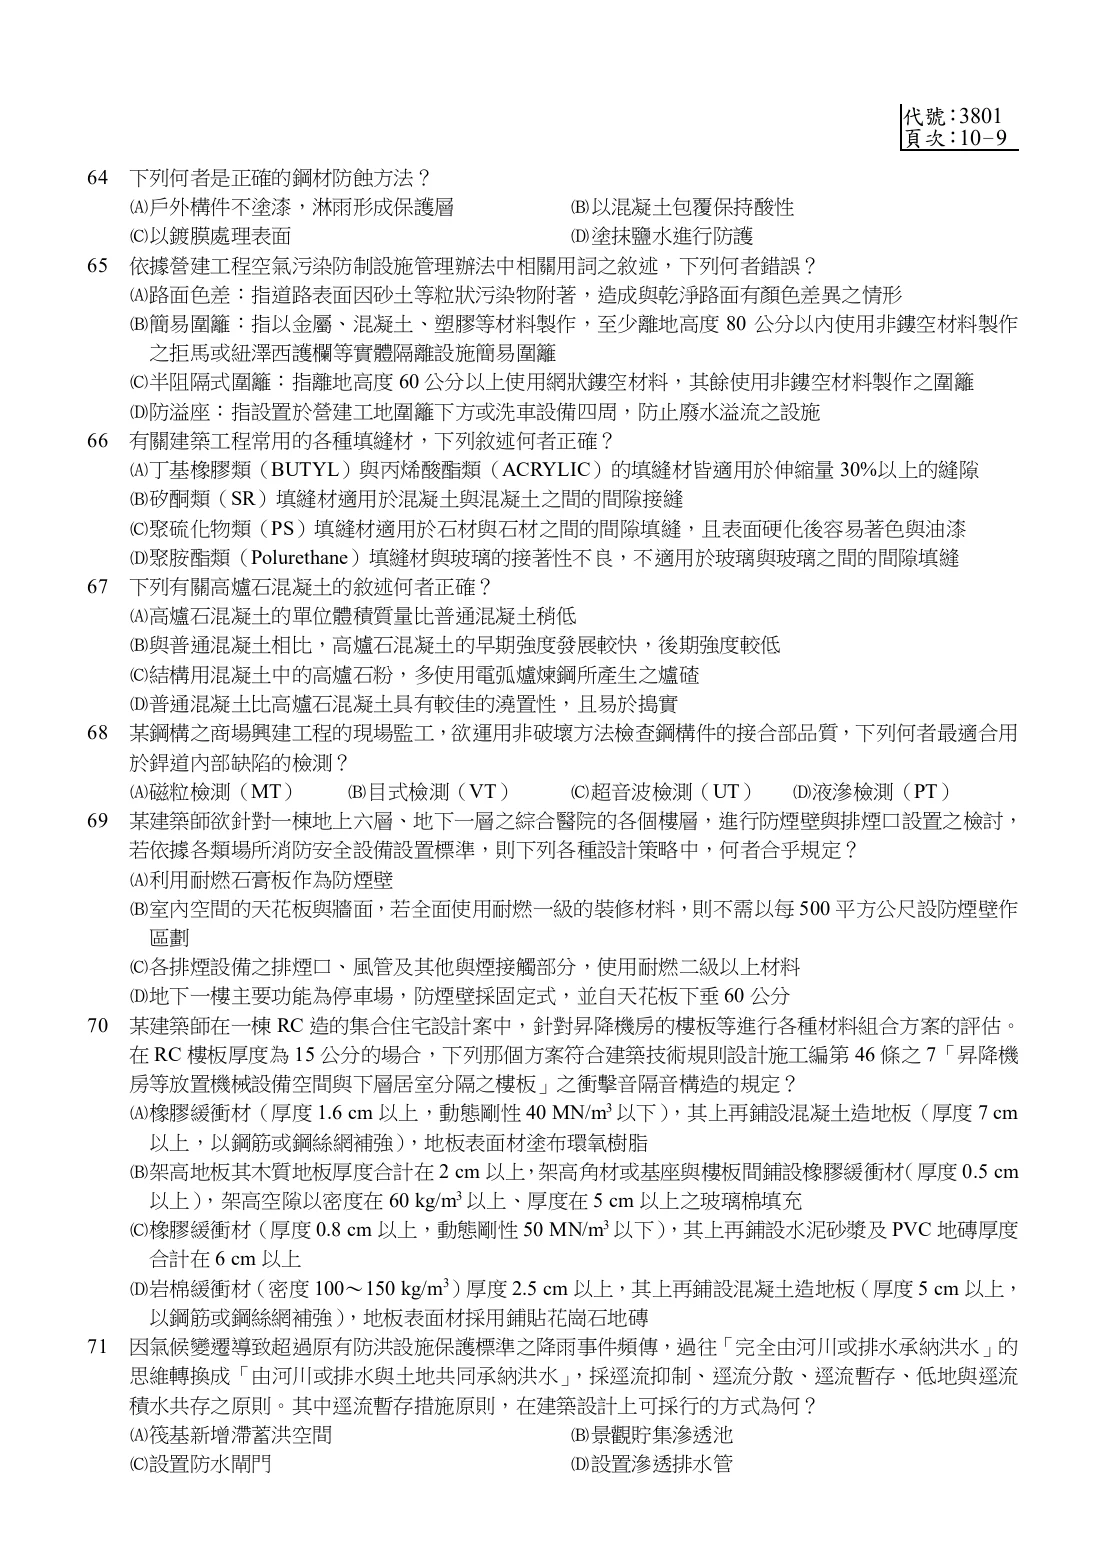 代號：3801
頁次：10－9
64 下列何者是正確的鋼材防蝕方法？
(A)戶外構件不塗漆，淋雨形成保護層 (B)以混凝土包覆保持酸性
(C)以鍍膜處理表面 (D)塗抹鹽水進行防護
65 依據營建工程空氣污染防制設施管理辦法中相關用詞之敘述，下列何者錯誤？
(A)路面色差：指道路表面因砂土等粒狀污染物附著，造成與乾淨路面有顏色差異之情形
(B)簡易圍籬：指以金屬、混凝土、塑膠等材料製作，至少離地高度 80 公分以內使用非鏤空材料製作
之拒馬或紐澤西護欄等實體隔離設施簡易圍籬
(C)半阻隔式圍籬：指離地高度 60 公分以上使用網狀鏤空材料，其餘使用非鏤空材料製作之圍籬
(D)防溢座：指設置於營建工地圍籬下方或洗車設備四周，防止廢水溢流之設施
66 有關建築工程常用的各種填縫材，下列敘述何者正確？
(A)丁基橡膠類（BUTYL）與丙烯酸酯類（ACRYLIC）的填縫材皆適用於伸縮量 30%以上的縫隙
(B)矽酮類（SR）填縫材適用於混凝土與混凝土之間的間隙接縫
(C)聚硫化物類（PS）填縫材適用於石材與石材之間的間隙填縫，且表面硬化後容易著色與油漆
(D)聚胺酯類（Polurethane）填縫材與玻璃的接著性不良，不適用於玻璃與玻璃之間的間隙填縫
67 下列有關高爐石混凝土的敘述何者正確？
(A)高爐石混凝土的單位體積質量比普通混凝土稍低
(B)與普通混凝土相比，高爐石混凝土的早期強度發展較快，後期強度較低
(C)結構用混凝土中的高爐石粉，多使用電弧爐煉鋼所產生之爐碴
(D)普通混凝土比高爐石混凝土具有較佳的澆置性，且易於搗實
68 某鋼構之商場興建工程的現場監工，欲運用非破壞方法檢查鋼構件的接合部品質，下列何者最適合用
於銲道內部缺陷的檢測？
(A)磁粒檢測（MT） (B)目式檢測（VT） (C)超音波檢測（UT） (D)液滲檢測（PT）
69 某建築師欲針對一棟地上六層、地下一層之綜合醫院的各個樓層，進行防煙壁與排煙口設置之檢討，
若依據各類場所消防安全設備設置標準，則下列各種設計策略中，何者合乎規定？
(A)利用耐燃石膏板作為防煙壁
(B)室內空間的天花板與牆面，若全面使用耐燃一級的裝修材料，則不需以每 500 平方公尺設防煙壁作
區劃
(C)各排煙設備之排煙口、風管及其他與煙接觸部分，使用耐燃二級以上材料
(D)地下一樓主要功能為停車場，防煙壁採固定式，並自天花板下垂 60 公分
70 某建築師在一棟 RC 造的集合住宅設計案中，針對昇降機房的樓板等進行各種材料組合方案的評估。
在 RC 樓板厚度為 15 公分的場合，下列那個方案符合建築技術規則設計施工編第 46 條之 7「昇降機
房等放置機械設備空間與下層居室分隔之樓板」之衝擊音隔音構造的規定？
(A)橡膠緩衝材（厚度 1.6 cm 以上，動態剛性 40 MN/m³ 以下），其上再鋪設混凝土造地板（厚度 7 cm
以上，以鋼筋或鋼絲網補強），地板表面材塗布環氧樹脂
(B)架高地板其木質地板厚度合計在 2 cm 以上，架高角材或基座與樓板間鋪設橡膠緩衝材（厚度 0.5 cm
以上），架高空隙以密度在 60 kg/m³ 以上、厚度在 5 cm 以上之玻璃棉填充
(C)橡膠緩衝材（厚度 0.8 cm 以上，動態剛性 50 MN/m³ 以下），其上再鋪設水泥砂漿及 PVC 地磚厚度
合計在 6 cm 以上
(D)岩棉緩衝材（密度 100～150 kg/m³）厚度 2.5 cm 以上，其上再鋪設混凝土造地板（厚度 5 cm 以上，
以鋼筋或鋼絲網補強），地板表面材採用鋪貼花崗石地磚
71 因氣候變遷導致超過原有防洪設施保護標準之降雨事件頻傳，過往「完全由河川或排水承納洪水」的
思維轉換成「由河川或排水與土地共同承納洪水」，採逕流抑制、逕流分散、逕流暫存、低地與逕流
積水共存之原則。其中逕流暫存措施原則，在建築設計上可採行的方式為何？
(A)筏基新增滯蓄洪空間 (B)景觀貯集滲透池
(C)設置防水閘門 (D)設置滲透排水管